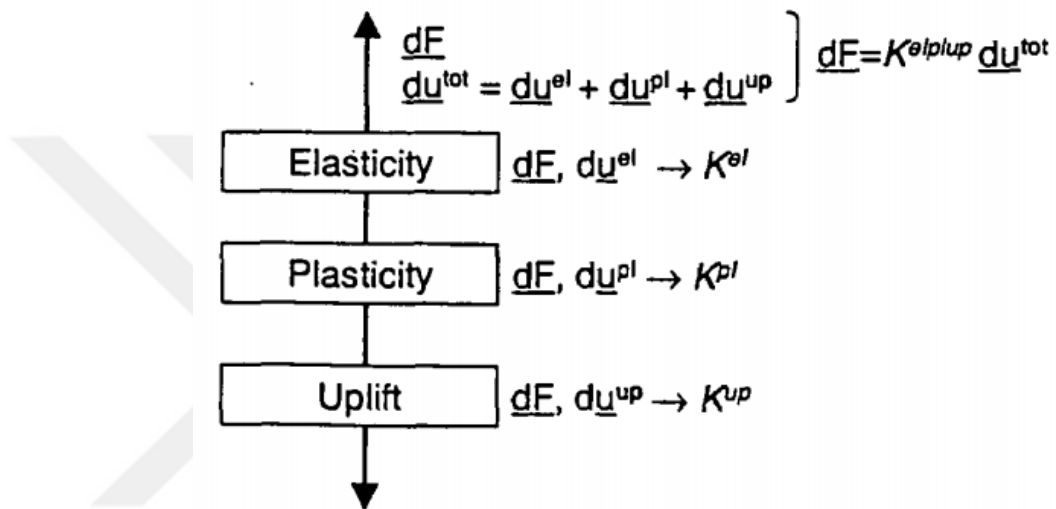 dF
du^tot = du^el + du^pl + du^up
dF=K^elplup du^tot
Elasticity
dF, du^el → K^el
Plasticity
dF, du^pl → K^pl
Uplift
dF, du^up → K^up